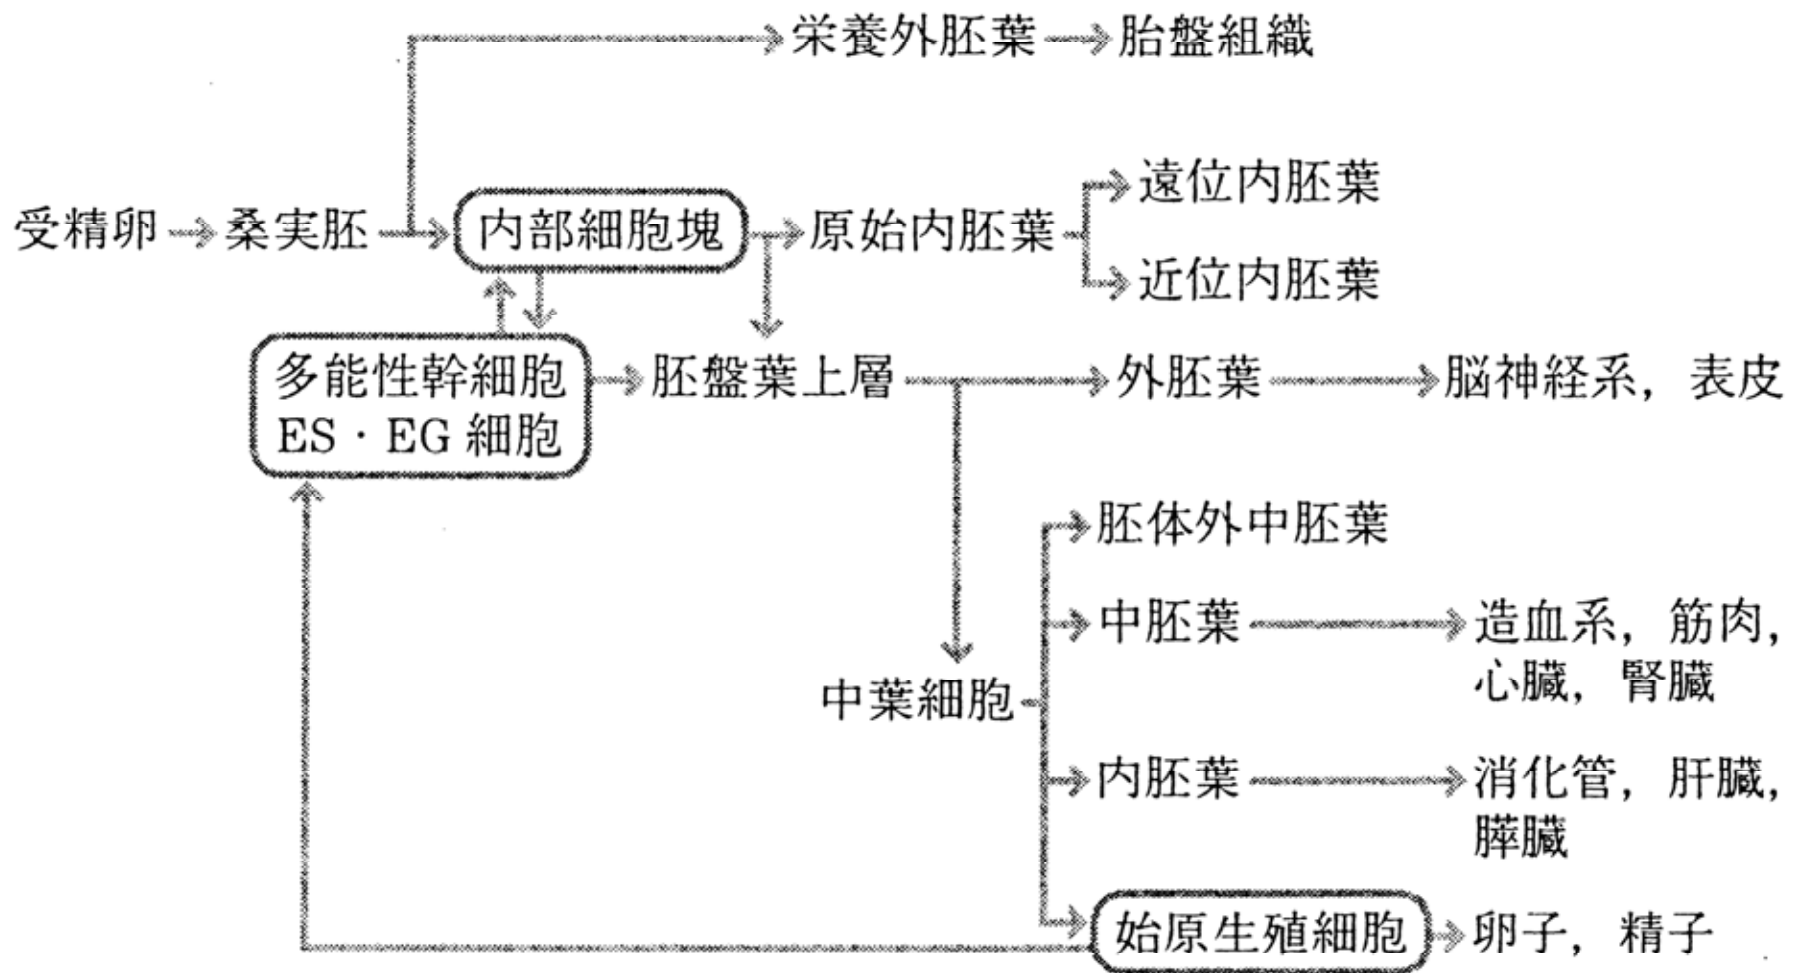 栄養外胚葉
胎盤組織
遠位内胚葉
受精卵
桑実胚
内部細胞塊
原始内胚葉
近位内胚葉
多能性幹細胞
ES・EG 細胞
胚盤葉上層
外胚葉
脳神経系，表皮
胚体外中胚葉
中胚葉
造血系，筋肉，
心臓，腎臓
中葉細胞
内胚葉
消化管，肝臓，
膵臓
始原生殖細胞
卵子，精子